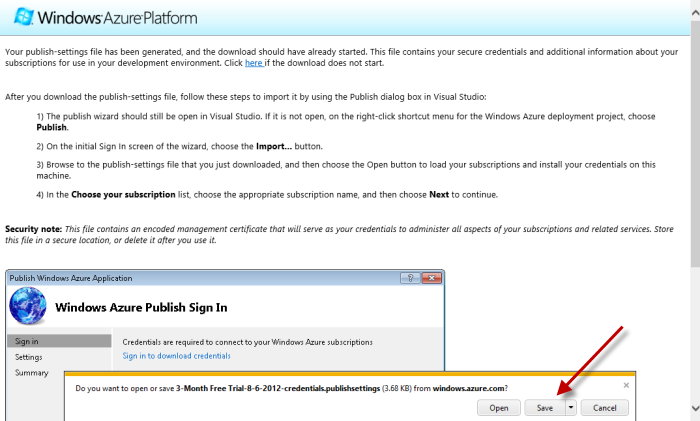 Windows Azure Platform
Your publish-settings file has been generated, and the download should have already started. This file contains your secure credentials and additional information about your
subscriptions for use in your development environment. Click here if the download does not start.
After you download the publish-settings file, follow these steps to import it by using the Publish dialog box in Visual Studio:
1) The publish wizard should still be open in Visual Studio. If it is not open, on the right-click shortcut menu for the Windows Azure deployment project, choose
Publish.
2) On the initial Sign In screen of the wizard, choose the Import... button.
3) Browse to the publish-settings file that you just downloaded, and then choose the Open button to load your subscriptions and install your credentials on this
machine.
4) In the Choose your subscription list, choose the appropriate subscription name, and then choose Next to continue.
Security note: This file contains an encoded management certificate that will serve as your credentials to administer all aspects of your subscriptions and related services. Store
this file in a secure location, or delete it after you use it.
Publish Windows Azure Application
Windows Azure Publish Sign In
Sign in
Credentials are required to connect to your Windows Azure subscriptions
Settings
Sign in to download credentials
Summary
Do you want to open or save 3-Month Free Trial-8-6-2012-credentials.publishsettings (3.68 KB) from windows.azure.com?
Open Save Cancel